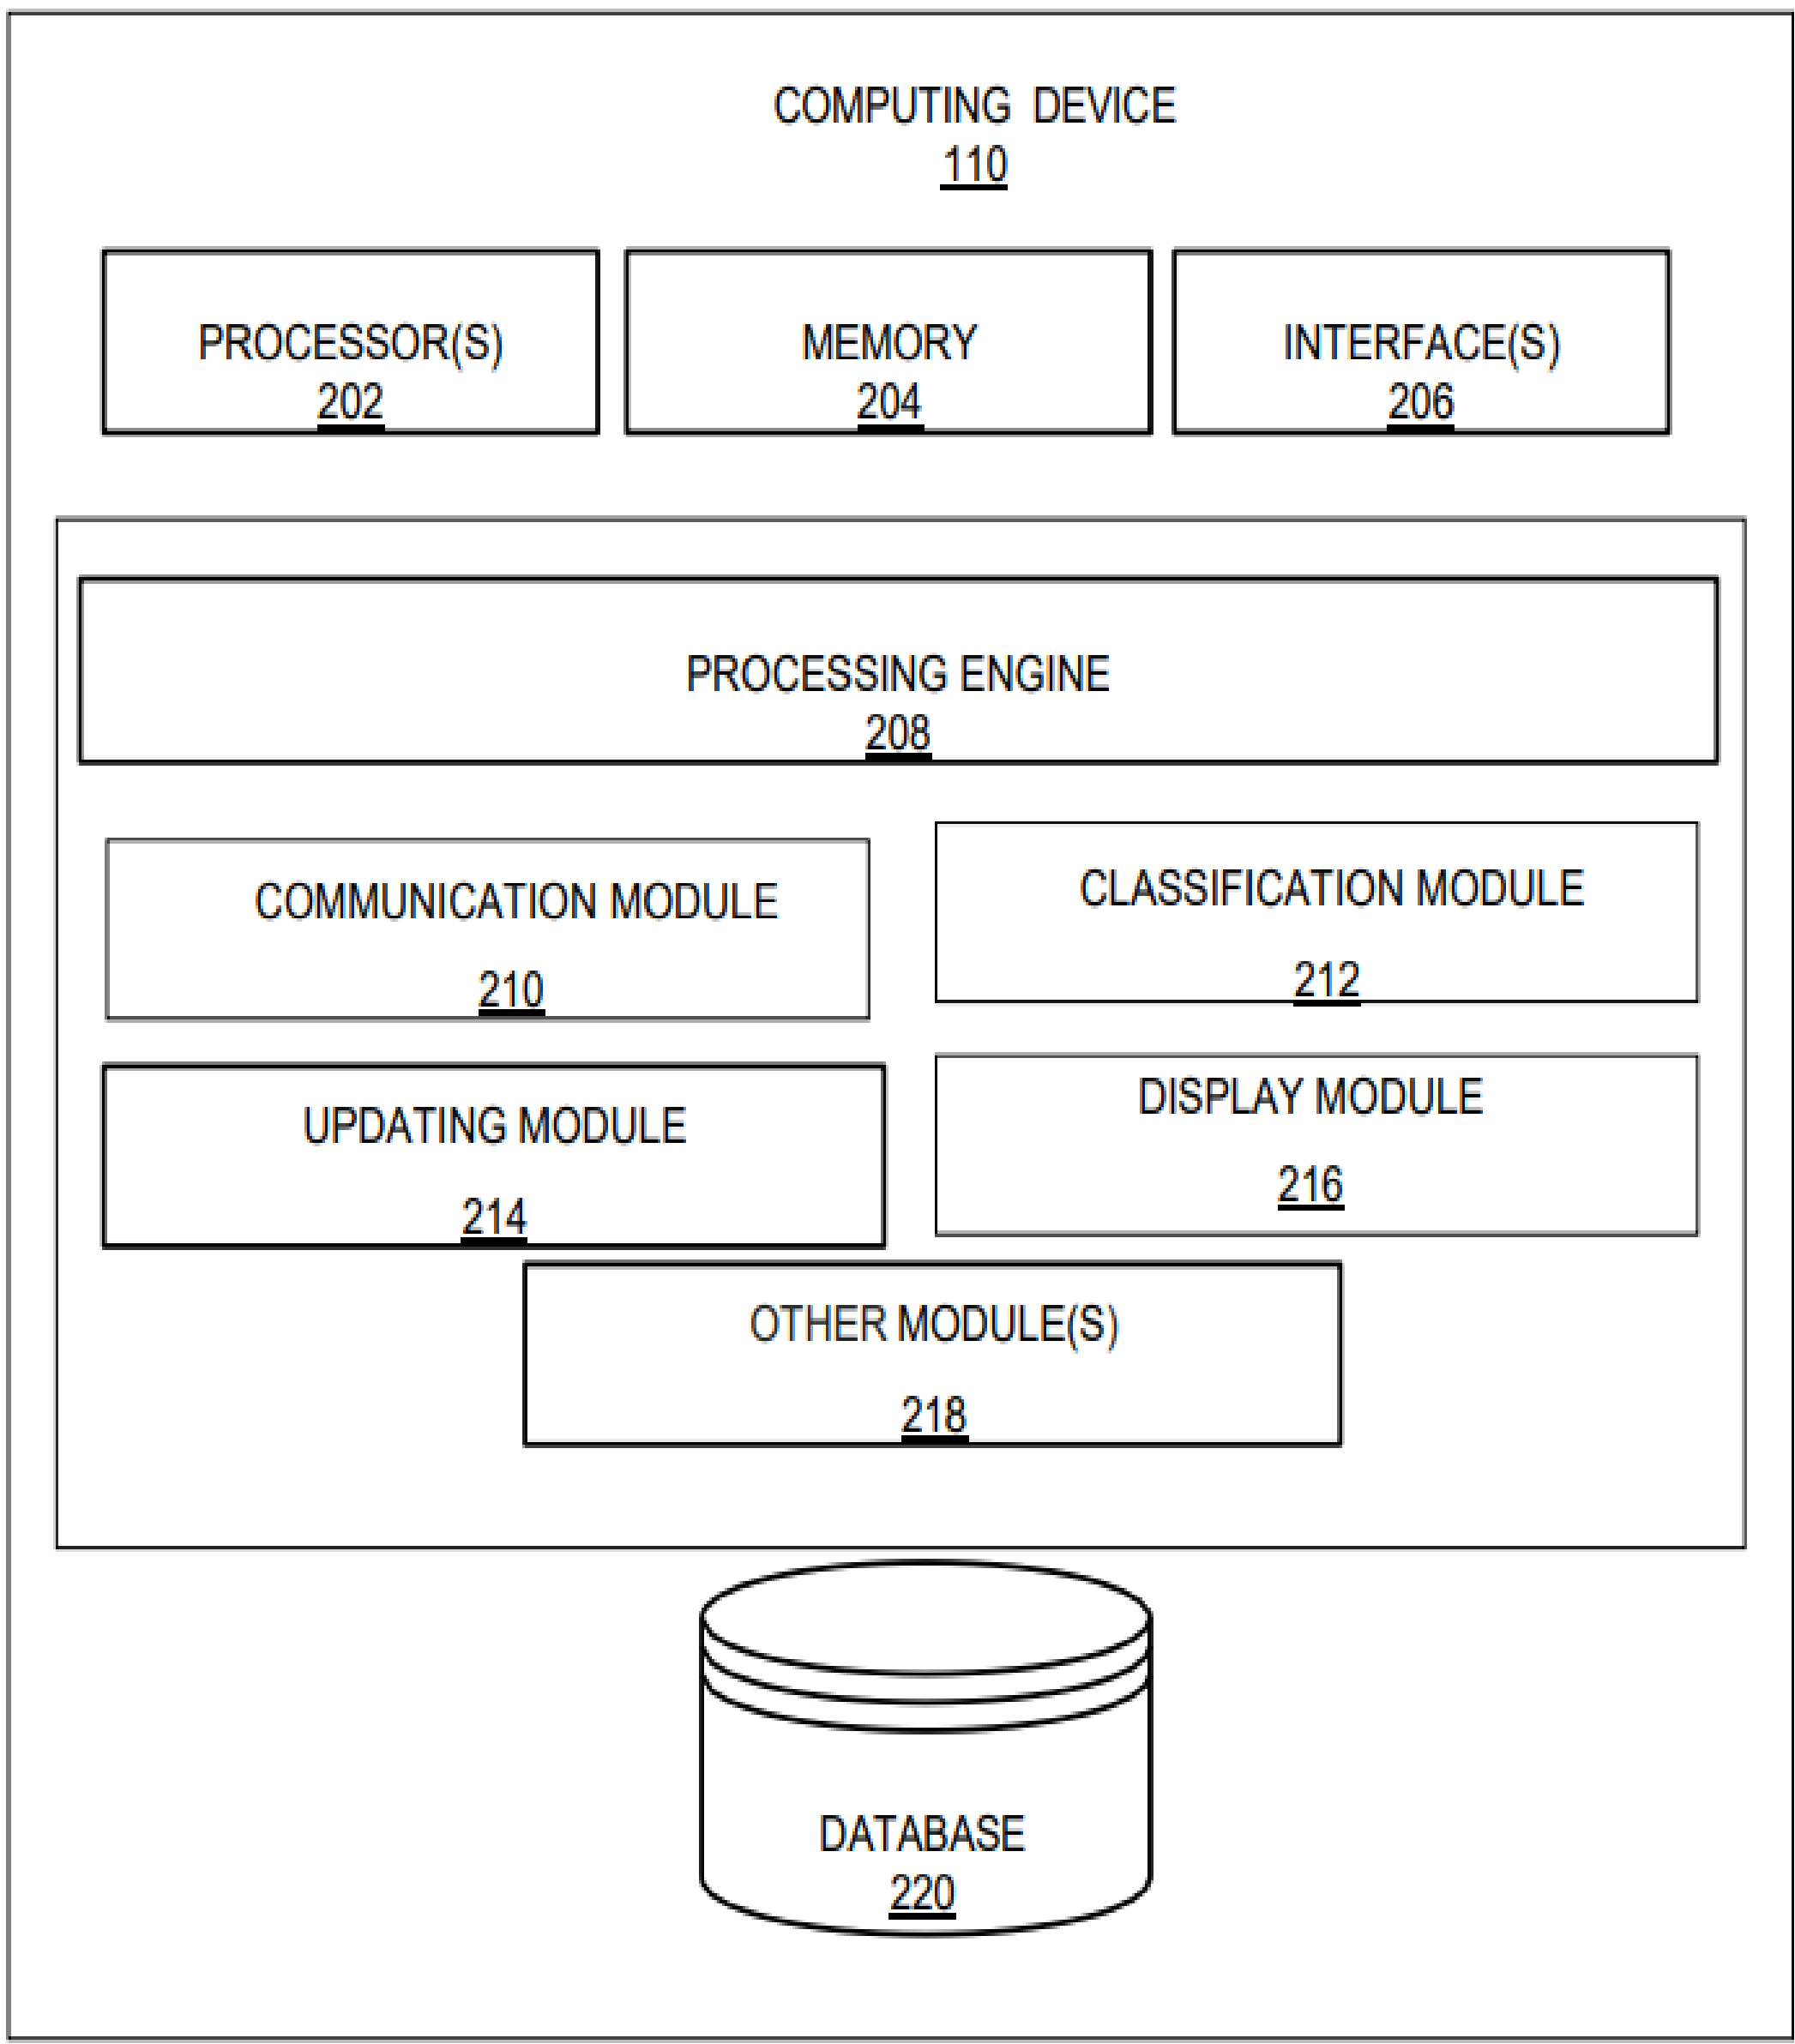 COMPUTING DEVICE
110
PROCESSOR(S)
202
MEMORY
204
INTERFACE(S)
206
PROCESSING ENGINE
208
COMMUNICATION MODULE
210
CLASSIFICATION MODULE
212
UPDATING MODULE
214
DISPLAY MODULE
216
OTHER MODULE(S)
218
DATABASE
220